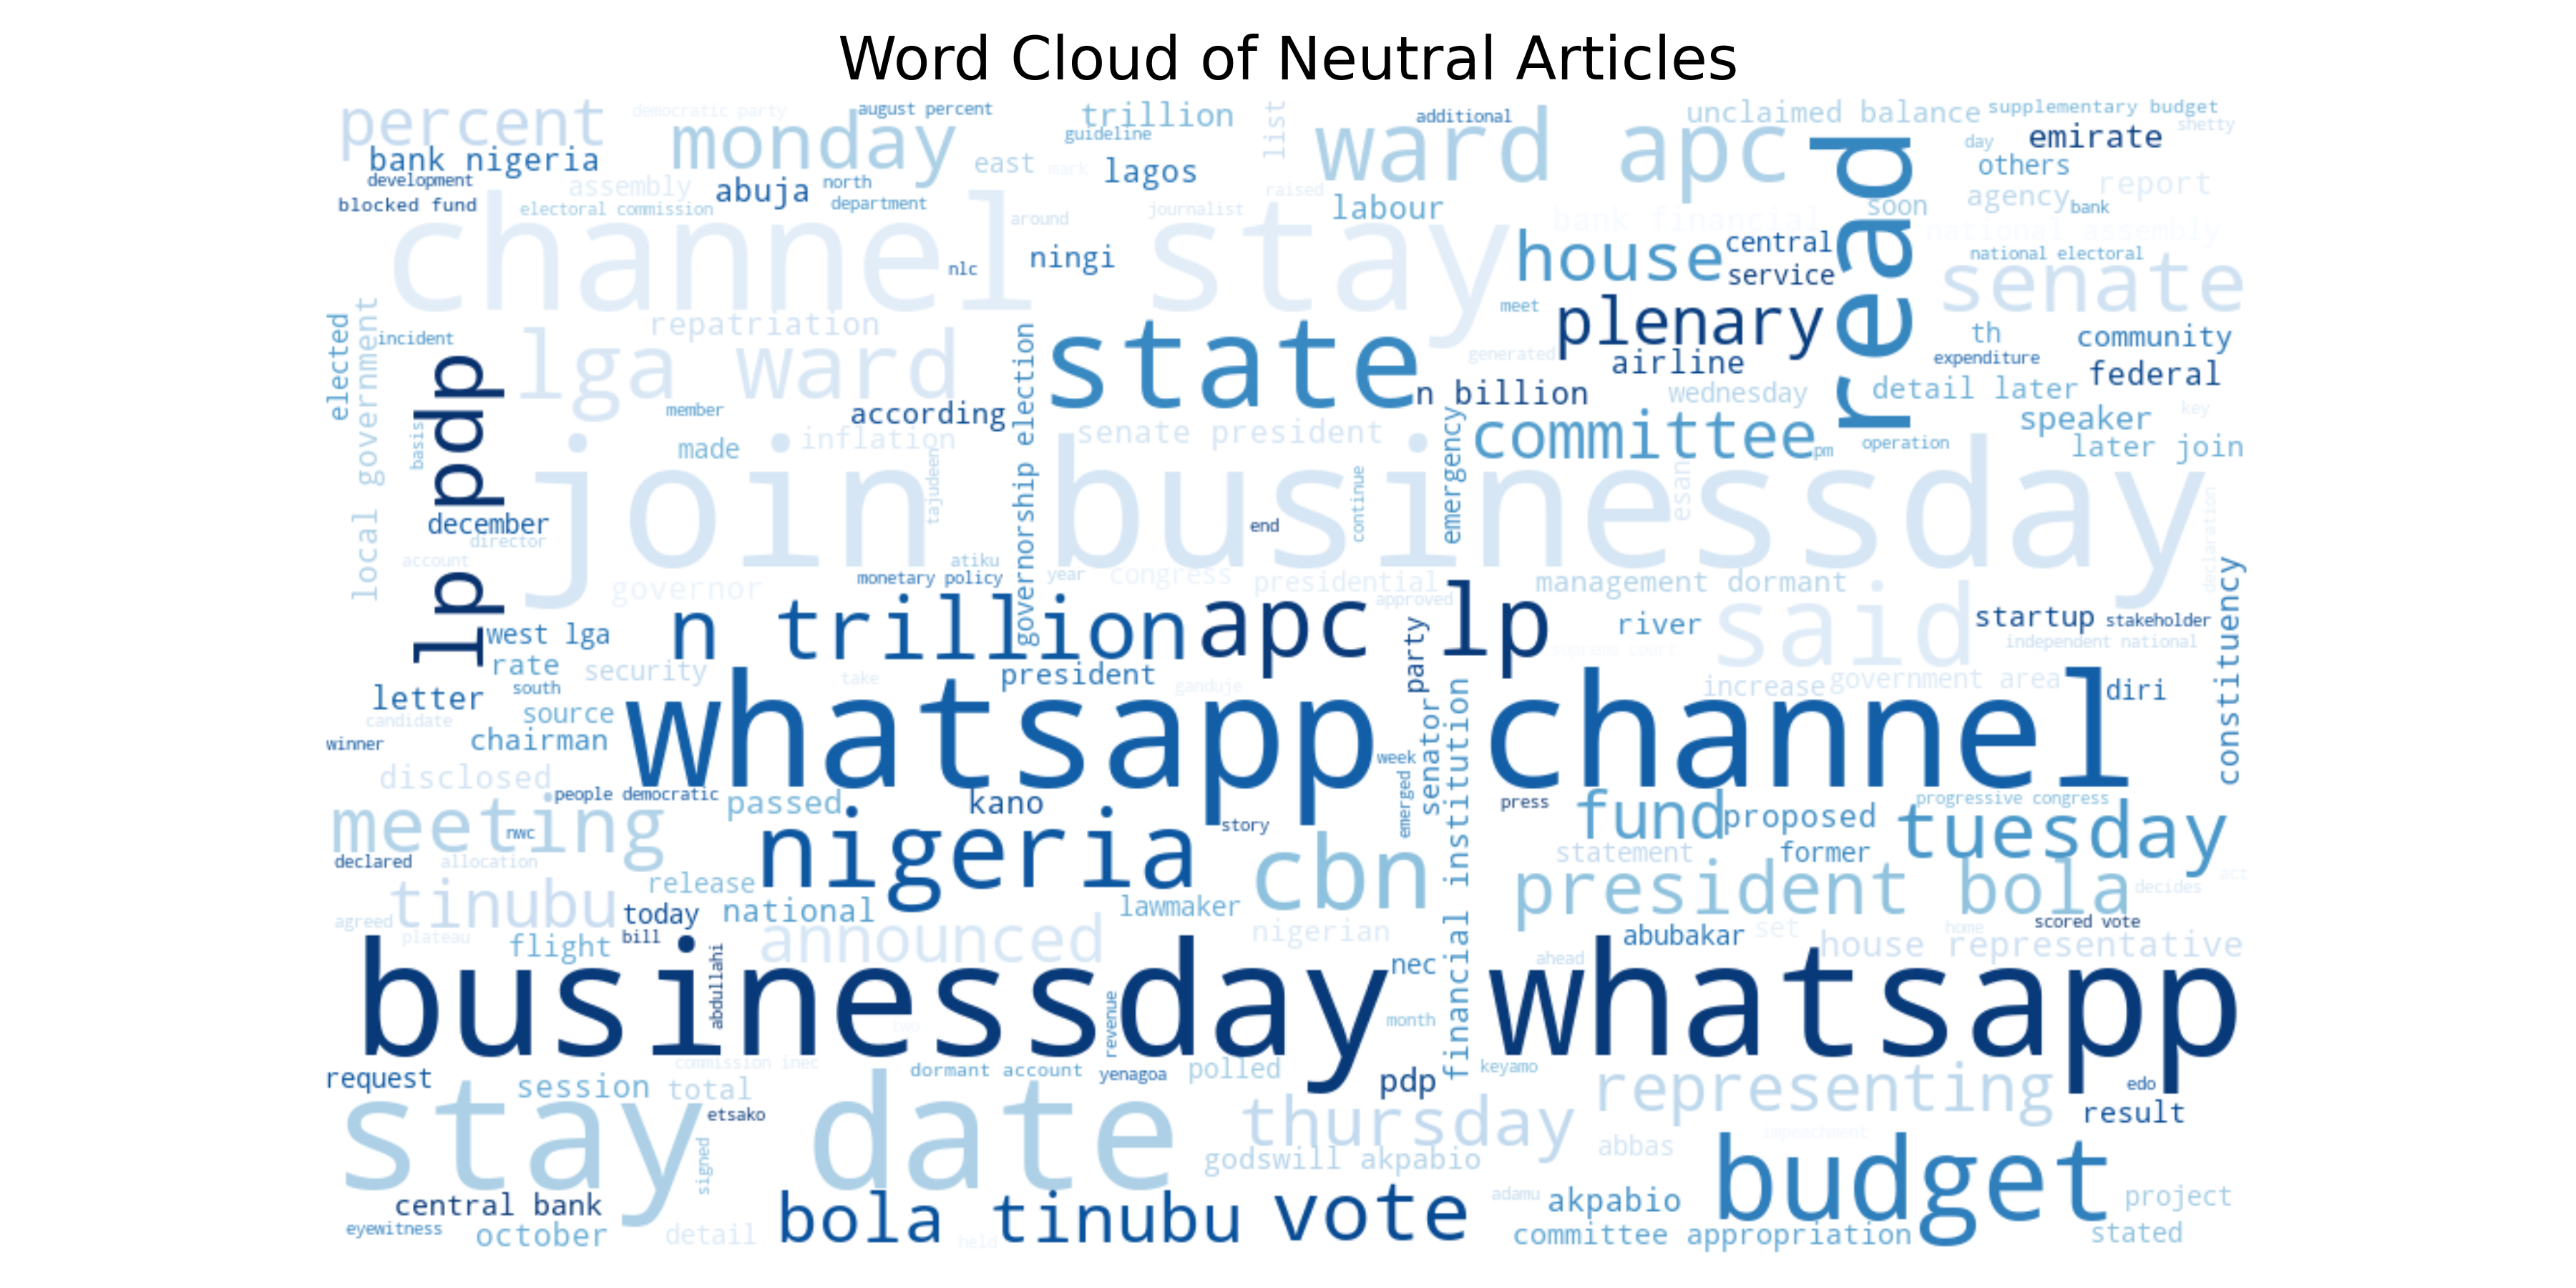 Word Cloud of Neutral Articles
percent
democratic party
august percent
trillion
list
additional
unclaimed balance
supplementary budget
shetty
monday
guideline
ward apc
read
day
emirate
bank nigeria
east
mark
lagos
others
development
assembly
abuja
north
raised
agency
report
blocked fund
electoral commission
department
around
journalist
labour
soon
bank
channel stay
bank financial
national assembly
nlc
ningi
house
central
service
national electoral
senate
elected
local government
incident
repatriation
governorship election
state
meet
plenary
th
community
lga ward
generated
airline
expenditure
federal
lp pdp
n billion
wednesday
detail later
member
according
emergency
committee
speaker
key
basis
made
inflation
senate president
pm
operation
later join
join businessday
tajudeen
continue
esan
declaration
december
end
director
account
atiku
governor
monetary policy
year
congress
presidential
management dormant
constituency
approved
n trillion
apc lp
west lga
party
river
said
startup
stakeholder
independent national
supreme court
rate
security
president
take
ganduje
increase
government area
diri
letter
south
source
whatsapp channel
senator
financial institution
candidate
winner
chairman
week
disclosed
people democratic
passed
kano
emerged
press
fund
proposed
progressive congress
meeting
nwc
nigeria
story
tuesday
declared
allocation
cbn
statement
former
tinubu
release
president bola
decides
act
agreed
today
national
lawmaker
scored vote
plateau
flight
bill
announced
nigerian
abubakar
set
home
house representative
abdullahi
businessday whatsapp
nec
ahead
revenue
month
two
commission inec
request
session
total
dormant account
yenagoa
polled
pdp
keyamo
representing
edo
result
stay date
etsako
thursday
abbas
impeachment
signed
godswill akpabio
budget
central bank
bola tinubu
vote
adamu
akpabio
project
eyewitness
october
detail
held
committee appropriation
stated